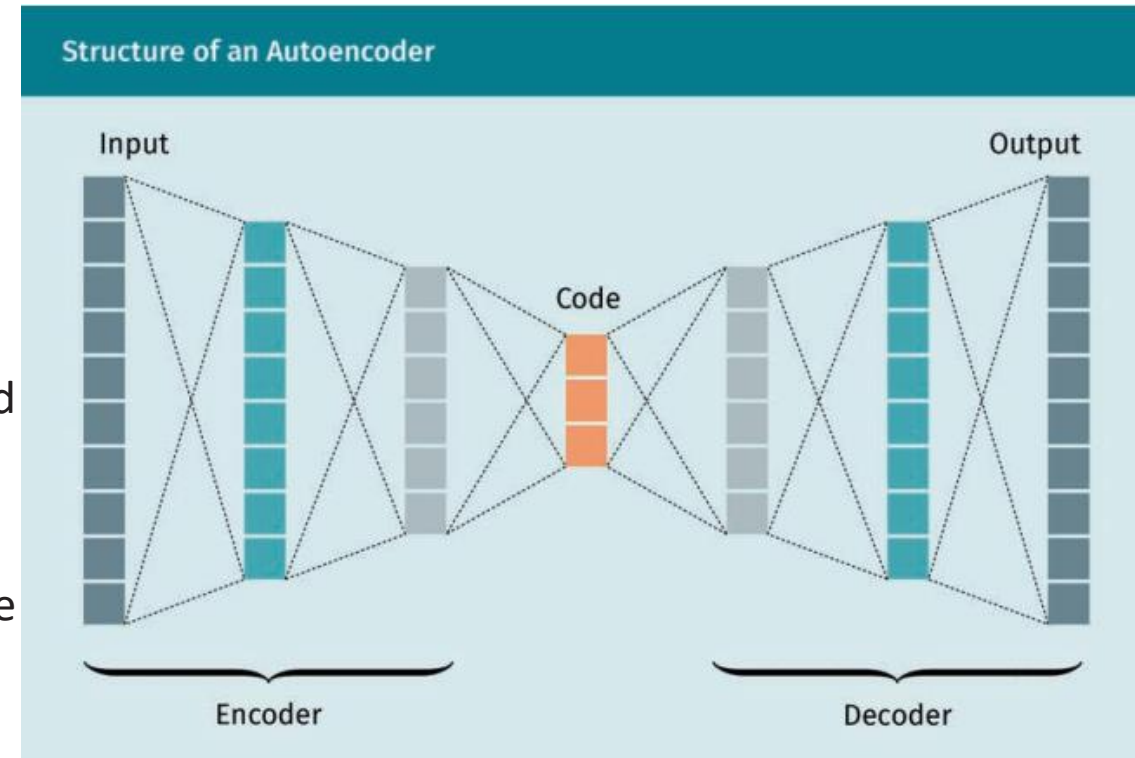 Structure of an Autoencoder
Input
Output
Code
d
e
Encoder
Decoder